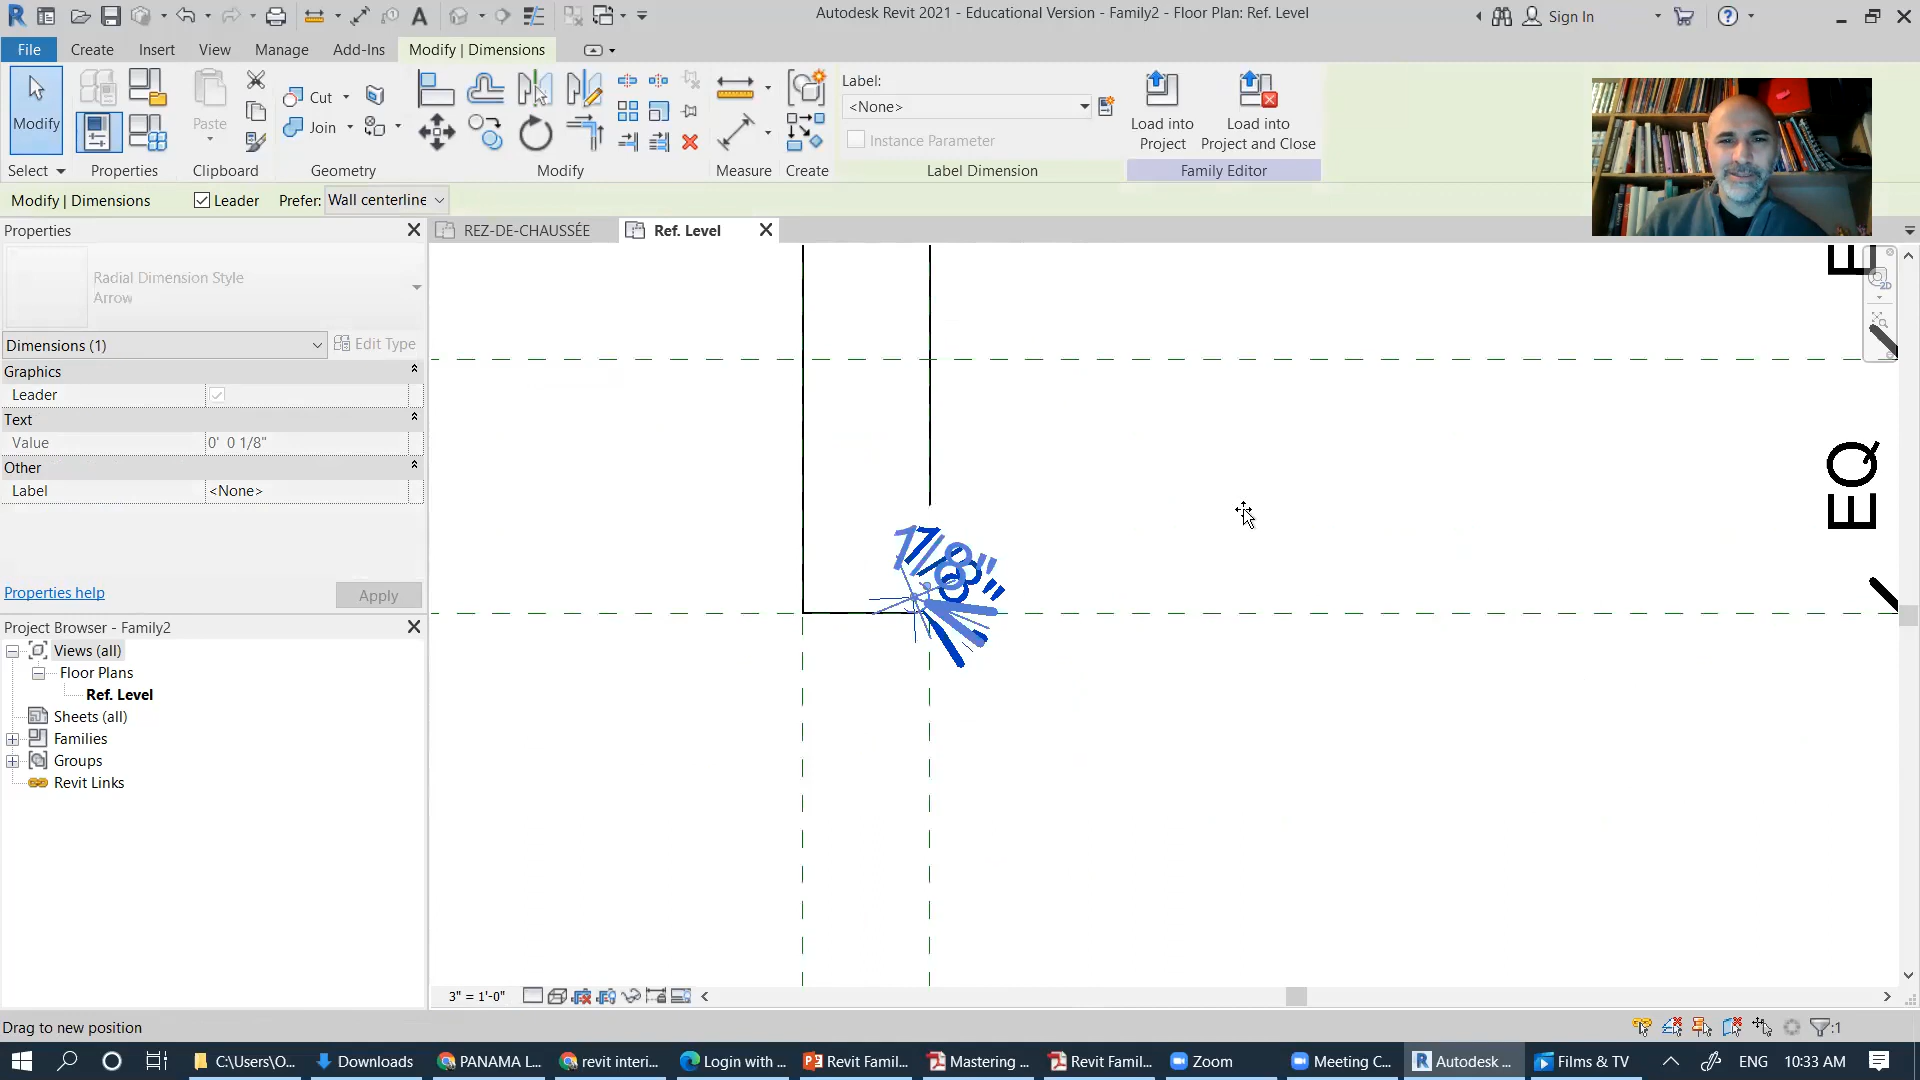 Autodesk Revit 2021 - Educational Version - Family2 - Floor Plan: Ref. Level
Sign In
File Create Insert View Manage Add-Ins Modify | Dimensions
Modify
Paste
Cut
Join
Label:
<None>
Instance Parameter
Load into Project
Load into Project and Close
Select Properties Clipboard Geometry Modify Measure Create Label Dimension Family Editor
Modify | Dimensions Leader Prefer: Wall centerline
Properties
REZ-DE-CHAUSSÉE Ref. Level
Radial Dimension Style
Arrow
Dimensions (1) Edit Type
Graphics
Leader
Text
Value 0' 0 1/8"
Other
Label <None>
EQ
1/8"
Properties help Apply
Project Browser - Family2
Views (all)
Floor Plans
Ref. Level
Sheets (all)
Families
Groups
Revit Links
2D
3" = 1'-0"
Drag to new position
:1
C:\Users\O... Downloads PANAMA L... revit interi... Login with ... Revit Famil... Mastering ... Revit Famil... Zoom Meeting C... Autodesk ... Films & TV ENG 10:33 AM